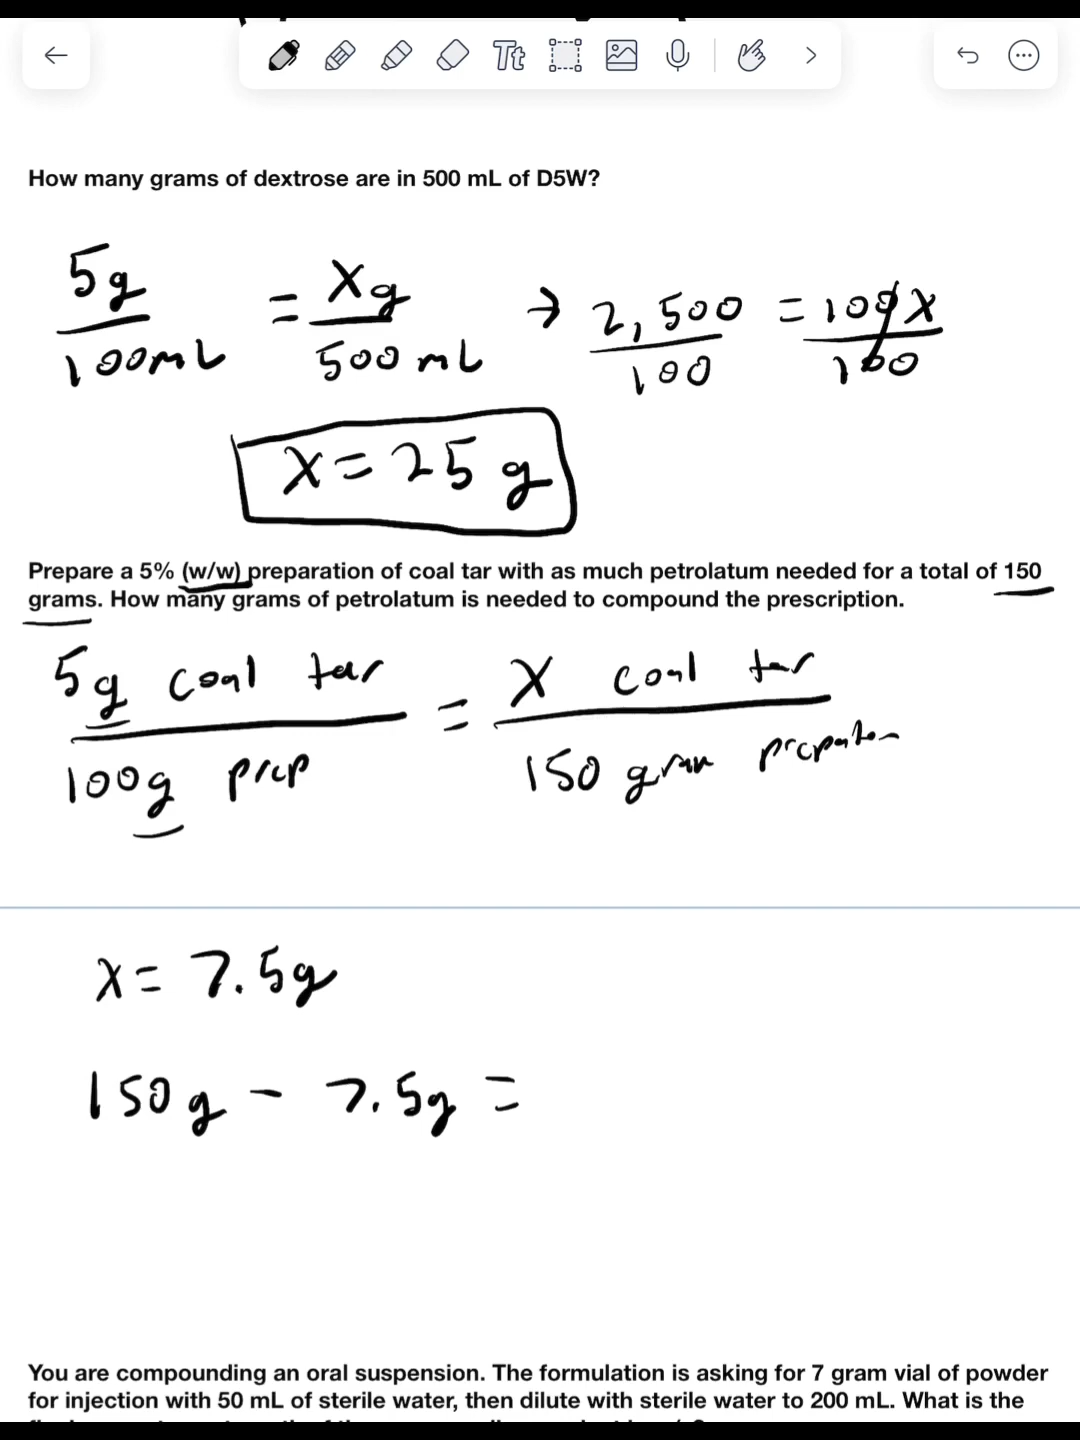 Tt
How many grams of dextrose are in 500 mL of D5W?
5g / 100mL = Xg / 500 mL → 2,500 / 100 = 100X / 100
X = 25 g
Prepare a 5% (w/w) preparation of coal tar with as much petrolatum needed for a total of 150
grams. How many grams of petrolatum is needed to compound the prescription.
5g coal tar / 100g prep = X coal tar / 150 gram preparation
X = 7.5g
150g - 7.5g =
You are compounding an oral suspension. The formulation is asking for 7 gram vial of powder
for injection with 50 mL of sterile water, then dilute with sterile water to 200 mL. What is the